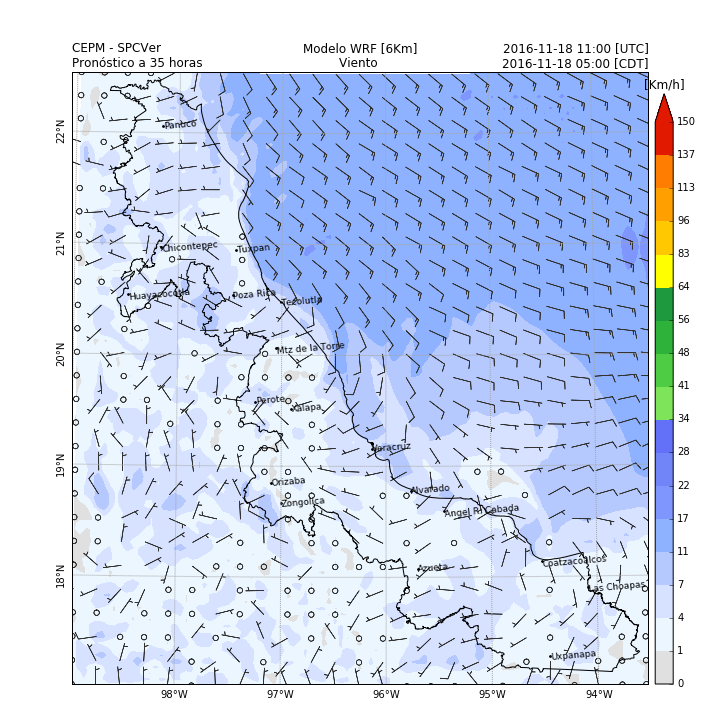 CEPM - SPCVer
Modelo WRF [6Km]
2016-11-18 11:00 [UTC]
Pronóstico a 35 horas
Viento
2016-11-18 05:00 [CDT]
[Km/h]
150
137
113
96
83
64
56
48
41
34
28
22
17
11
7
4
1
0
22°N
21°N
20°N
19°N
18°N
98°W
97°W
96°W
95°W
94°W
Panuco
Chicontepec
Tuxpan
Huayacocotla
Poza Rica
Tecolutla
Mtz de la Torre
Perote
Xalapa
Veracruz
Orizaba
Alvarado
Zongolica
Angel R. Cabada
Azueta
Coatzacoalcos
Las Choapas
Uxpanapa